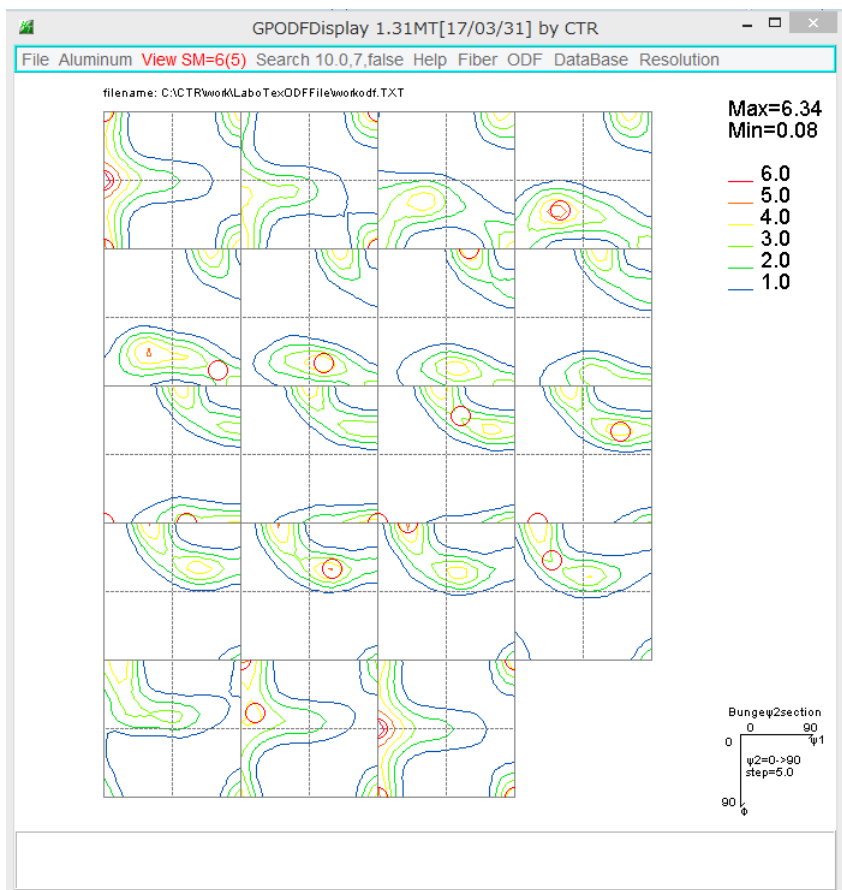 GPODFDisplay 1.31MT[17/03/31] by CTR
File Aluminum View SM=6(5) Search 10.0,7,false Help Fiber ODF DataBase Resolution
filename: C:\CTR\work\LaboTexODFFile\workodf.TXT
Max=6.34
Min=0.08
6.0
5.0
4.0
3.0
2.0
1.0
Bungeψ2section
0 90
0 ψ1
ψ2=0->90
step=5.0
90
Φ